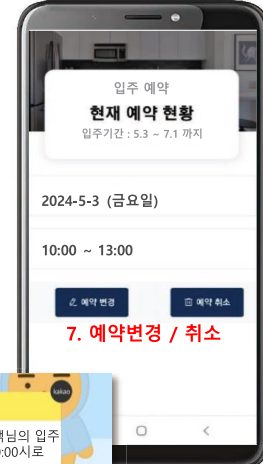 입주 예약
현재 예약 현황
입주기간 : 5.3 ~ 7.1 까지
2024-5-3 (금요일)
10:00 ~ 13:00
예약 변경
예약 취소
7. 예약변경 / 취소
kakao
님의 입주
:00시로